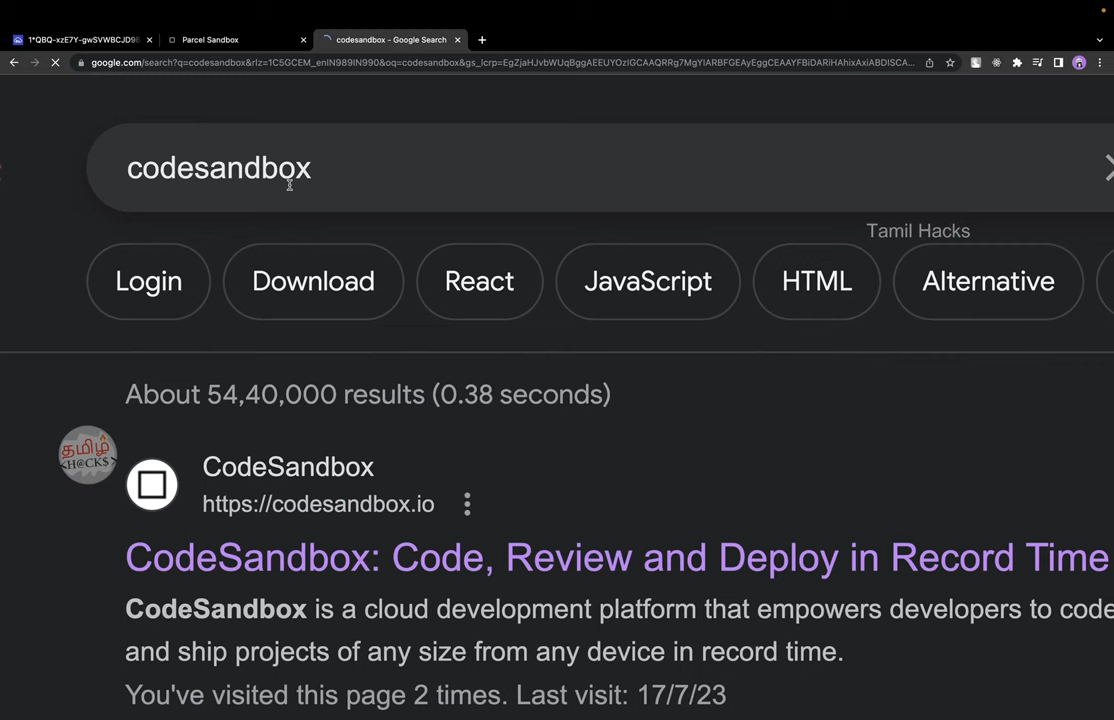 1*QBQ-xzE7Y-gwSVWBCJD9
Parcel Sandbox
codesandbox - Google Search
google.com/search?q=codesandbox&rlz=1C5GCEM_enIN989IN990&oq=codesandbox&gs_lcrp=EgZjaHJvbWUqBggAEEUYOzIGCAAQRRg7MgYIARBFGEAyEggCEAAYFBiDARiHAhixAxiABDISCA...
codesandbox
Tamil Hacks
Login
Download
React
JavaScript
HTML
Alternative
About 54,40,000 results (0.38 seconds)
தமிழ்
<H@CK$>
CodeSandbox
https://codesandbox.io
CodeSandbox: Code, Review and Deploy in Record Time
CodeSandbox is a cloud development platform that empowers developers to code
and ship projects of any size from any device in record time.
You've visited this page 2 times. Last visit: 17/7/23